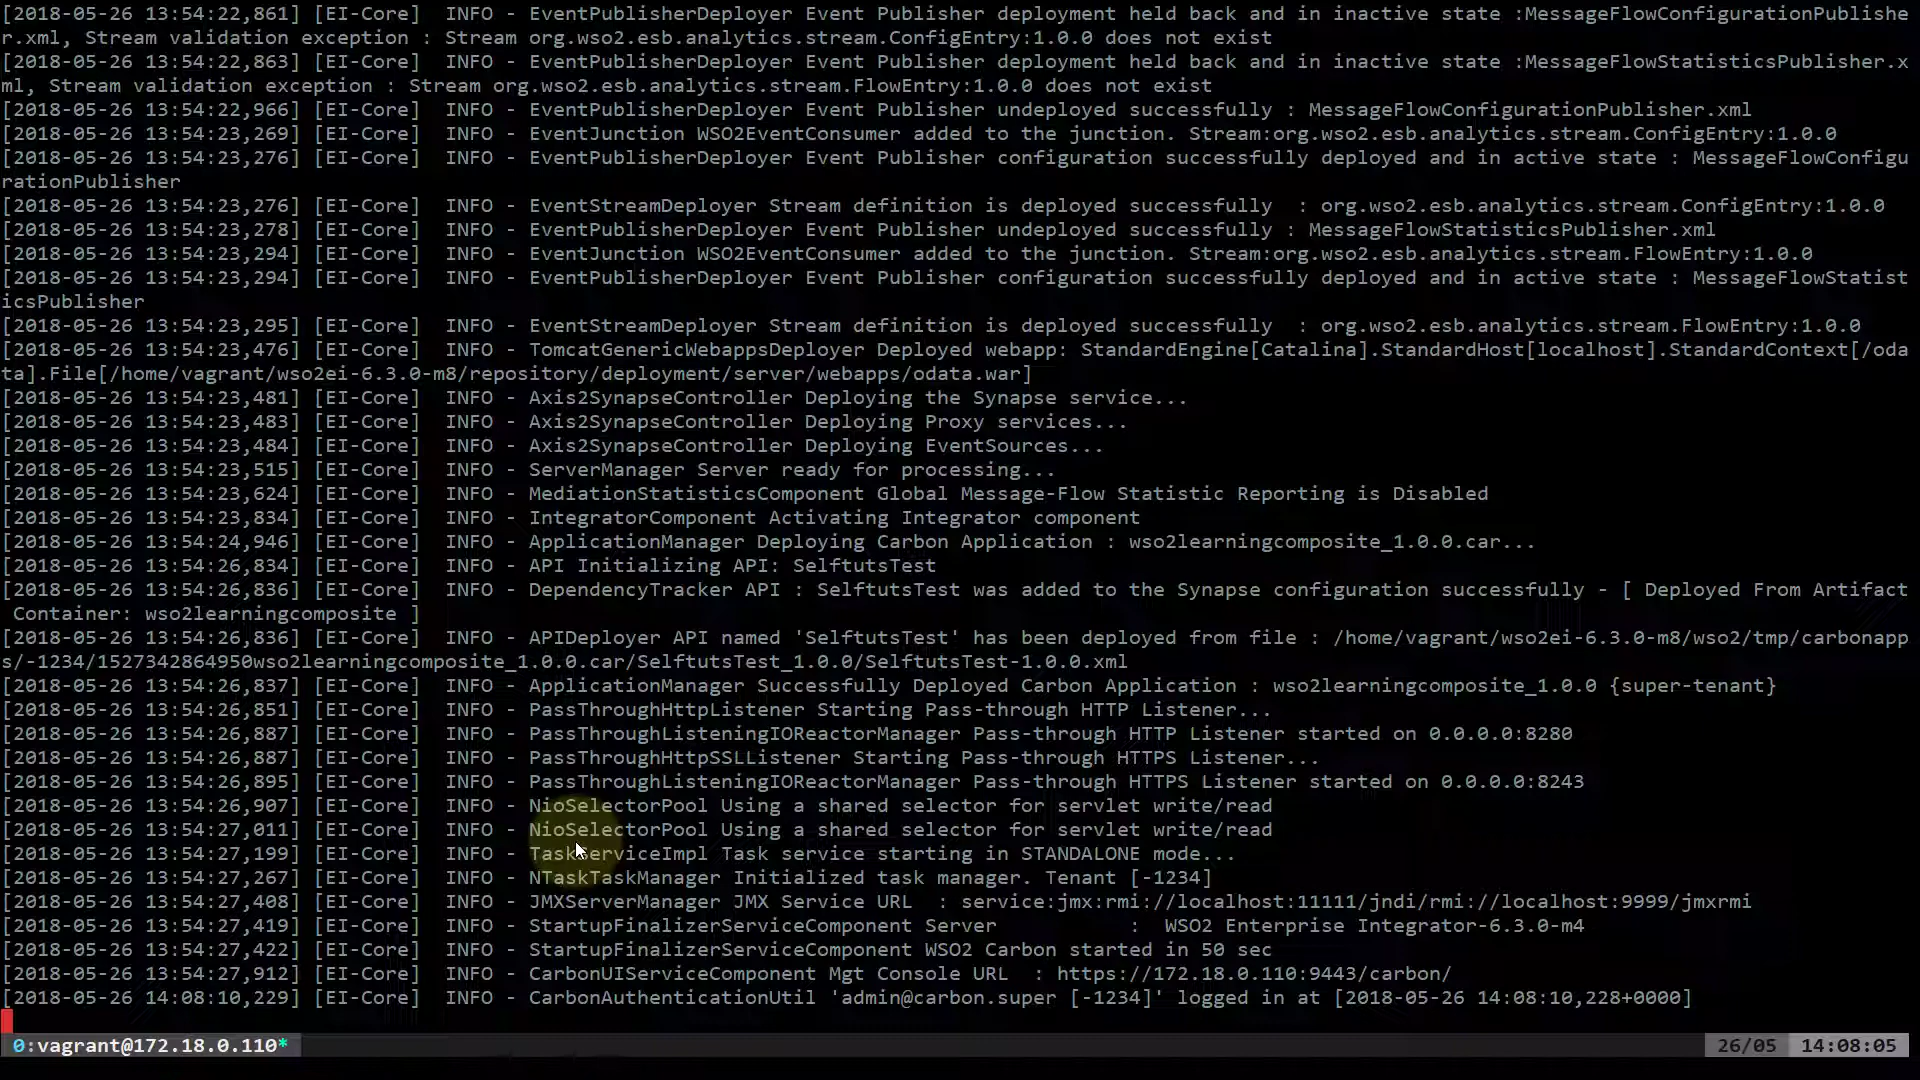 [2018-05-26 13:54:22,861] [EI-Core]  INFO - EventPublisherDeployer Event Publisher deployment held back and in inactive state :MessageFlowConfigurationPublishe
r.xml, Stream validation exception : Stream org.wso2.esb.analytics.stream.ConfigEntry:1.0.0 does not exist
[2018-05-26 13:54:22,863] [EI-Core]  INFO - EventPublisherDeployer Event Publisher deployment held back and in inactive state :MessageFlowStatisticsPublisher.x
ml, Stream validation exception : Stream org.wso2.esb.analytics.stream.FlowEntry:1.0.0 does not exist
[2018-05-26 13:54:22,966] [EI-Core]  INFO - EventPublisherDeployer Event Publisher undeployed successfully : MessageFlowConfigurationPublisher.xml
[2018-05-26 13:54:23,269] [EI-Core]  INFO - EventJunction WSO2EventConsumer added to the junction. Stream:org.wso2.esb.analytics.stream.ConfigEntry:1.0.0
[2018-05-26 13:54:23,276] [EI-Core]  INFO - EventPublisherDeployer Event Publisher configuration successfully deployed and in active state : MessageFlowConfigu
rationPublisher
[2018-05-26 13:54:23,276] [EI-Core]  INFO - EventStreamDeployer Stream definition is deployed successfully  : org.wso2.esb.analytics.stream.ConfigEntry:1.0.0
[2018-05-26 13:54:23,278] [EI-Core]  INFO - EventPublisherDeployer Event Publisher undeployed successfully : MessageFlowStatisticsPublisher.xml
[2018-05-26 13:54:23,294] [EI-Core]  INFO - EventJunction WSO2EventConsumer added to the junction. Stream:org.wso2.esb.analytics.stream.FlowEntry:1.0.0
[2018-05-26 13:54:23,294] [EI-Core]  INFO - EventPublisherDeployer Event Publisher configuration successfully deployed and in active state : MessageFlowStatist
icsPublisher
[2018-05-26 13:54:23,295] [EI-Core]  INFO - EventStreamDeployer Stream definition is deployed successfully  : org.wso2.esb.analytics.stream.FlowEntry:1.0.0
[2018-05-26 13:54:23,476] [EI-Core]  INFO - TomcatGenericWebappsDeployer Deployed webapp: StandardEngine[Catalina].StandardHost[localhost].StandardContext[/oda
ta].File[/home/vagrant/wso2ei-6.3.0-m8/repository/deployment/server/webapps/odata.war]
[2018-05-26 13:54:23,481] [EI-Core]  INFO - Axis2SynapseController Deploying the Synapse service...
[2018-05-26 13:54:23,483] [EI-Core]  INFO - Axis2SynapseController Deploying Proxy services...
[2018-05-26 13:54:23,484] [EI-Core]  INFO - Axis2SynapseController Deploying EventSources...
[2018-05-26 13:54:23,515] [EI-Core]  INFO - ServerManager Server ready for processing...
[2018-05-26 13:54:23,624] [EI-Core]  INFO - MediationStatisticsComponent Global Message-Flow Statistic Reporting is Disabled
[2018-05-26 13:54:23,834] [EI-Core]  INFO - IntegratorComponent Activating Integrator component
[2018-05-26 13:54:24,946] [EI-Core]  INFO - ApplicationManager Deploying Carbon Application : wso2learningcomposite_1.0.0.car...
[2018-05-26 13:54:26,834] [EI-Core]  INFO - API Initializing API: SelftutsTest
[2018-05-26 13:54:26,836] [EI-Core]  INFO - DependencyTracker API : SelftutsTest was added to the Synapse configuration successfully - [ Deployed From Artifact
 Container: wso2learningcomposite ]
[2018-05-26 13:54:26,836] [EI-Core]  INFO - APIDeployer API named 'SelftutsTest' has been deployed from file : /home/vagrant/wso2ei-6.3.0-m8/wso2/tmp/carbonapp
s/-1234/1527342864950wso2learningcomposite_1.0.0.car/SelftutsTest_1.0.0/SelftutsTest-1.0.0.xml
[2018-05-26 13:54:26,837] [EI-Core]  INFO - ApplicationManager Successfully Deployed Carbon Application : wso2learningcomposite_1.0.0 {super-tenant}
[2018-05-26 13:54:26,851] [EI-Core]  INFO - PassThroughHttpListener Starting Pass-through HTTP Listener...
[2018-05-26 13:54:26,887] [EI-Core]  INFO - PassThroughListeningIOReactorManager Pass-through HTTP Listener started on 0.0.0.0:8280
[2018-05-26 13:54:26,887] [EI-Core]  INFO - PassThroughHttpSSLListener Starting Pass-through HTTPS Listener...
[2018-05-26 13:54:26,895] [EI-Core]  INFO - PassThroughListeningIOReactorManager Pass-through HTTPS Listener started on 0.0.0.0:8243
[2018-05-26 13:54:26,907] [EI-Core]  INFO - NioSelectorPool Using a shared selector for servlet write/read
[2018-05-26 13:54:27,011] [EI-Core]  INFO - NioSelectorPool Using a shared selector for servlet write/read
[2018-05-26 13:54:27,199] [EI-Core]  INFO - TaskServiceImpl Task service starting in STANDALONE mode...
[2018-05-26 13:54:27,267] [EI-Core]  INFO - NTaskTaskManager Initialized task manager. Tenant [-1234]
[2018-05-26 13:54:27,408] [EI-Core]  INFO - JMXServerManager JMX Service URL  : service:jmx:rmi://localhost:11111/jndi/rmi://localhost:9999/jmxrmi
[2018-05-26 13:54:27,419] [EI-Core]  INFO - StartupFinalizerServiceComponent Server           :  WSO2 Enterprise Integrator-6.3.0-m4
[2018-05-26 13:54:27,422] [EI-Core]  INFO - StartupFinalizerServiceComponent WSO2 Carbon started in 50 sec
[2018-05-26 13:54:27,912] [EI-Core]  INFO - CarbonUIServiceComponent Mgt Console URL  : https://172.18.0.110:9443/carbon/
[2018-05-26 14:08:10,229] [EI-Core]  INFO - CarbonAuthenticationUtil 'admin@carbon.super [-1234]' logged in at [2018-05-26 14:08:10,228+0000]
0:vagrant@172.18.0.110* 26/05 14:08:05